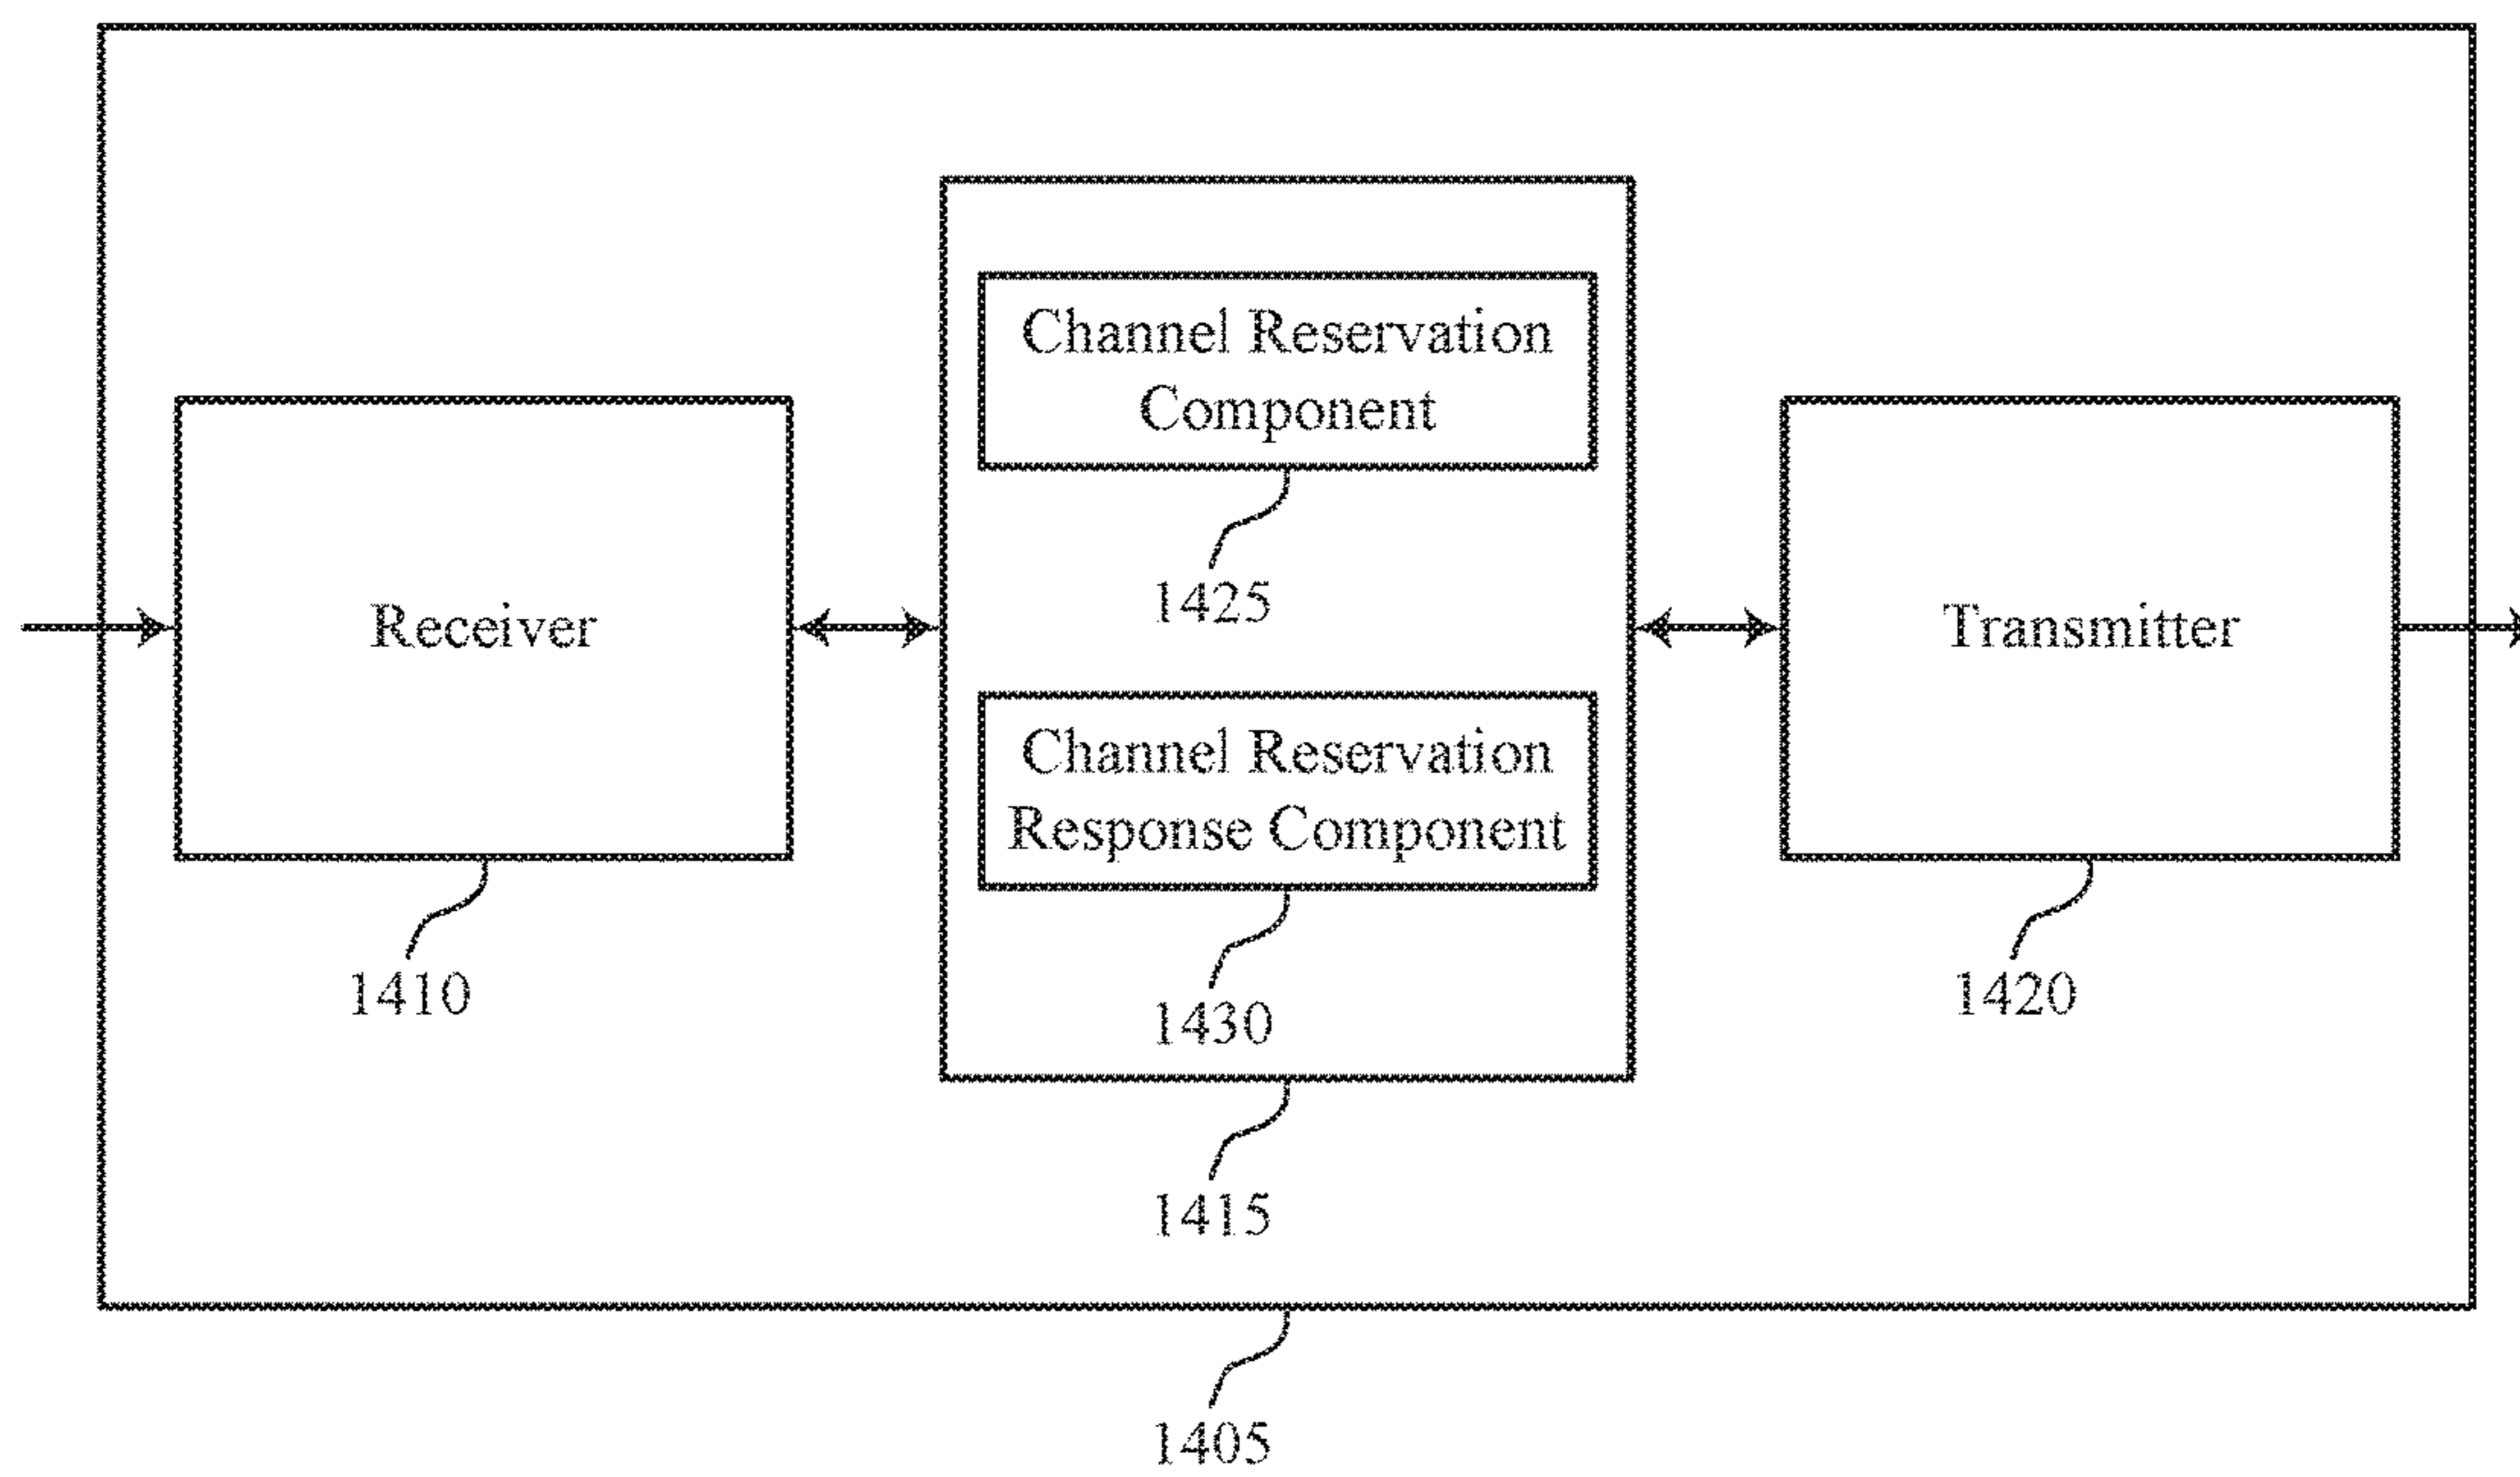 Channel Reservation
Component
1425
Receiver
1410
Channel Reservation
Response Component
1430
1415
Transmitter
1420
1405